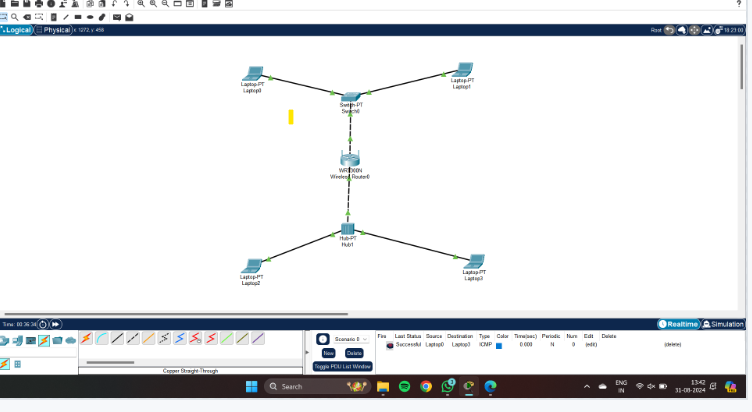 Logical Physical x: 1072, y: 458 Root 18:23:00
Laptop-PT
Laptop0
Laptop-PT
Laptop1
Switch-PT
Switch0
WRT300N
Wireless Router0
Hub-PT
Hub1
Laptop-PT
Laptop2
Laptop-PT
Laptop3
Time: 00:36:34 Realtime Simulation
Scenario 0 Fire Last Status Source Destination Type Color Time(sec) Periodic Num Edit Delete
Successful Laptop0 Laptop3 ICMP 0.000 N 0 (edit) (delete)
New Delete
Toggle PDU List Window
Copper Straight-Through
Search
ENG
IN
13:42
31-08-2024